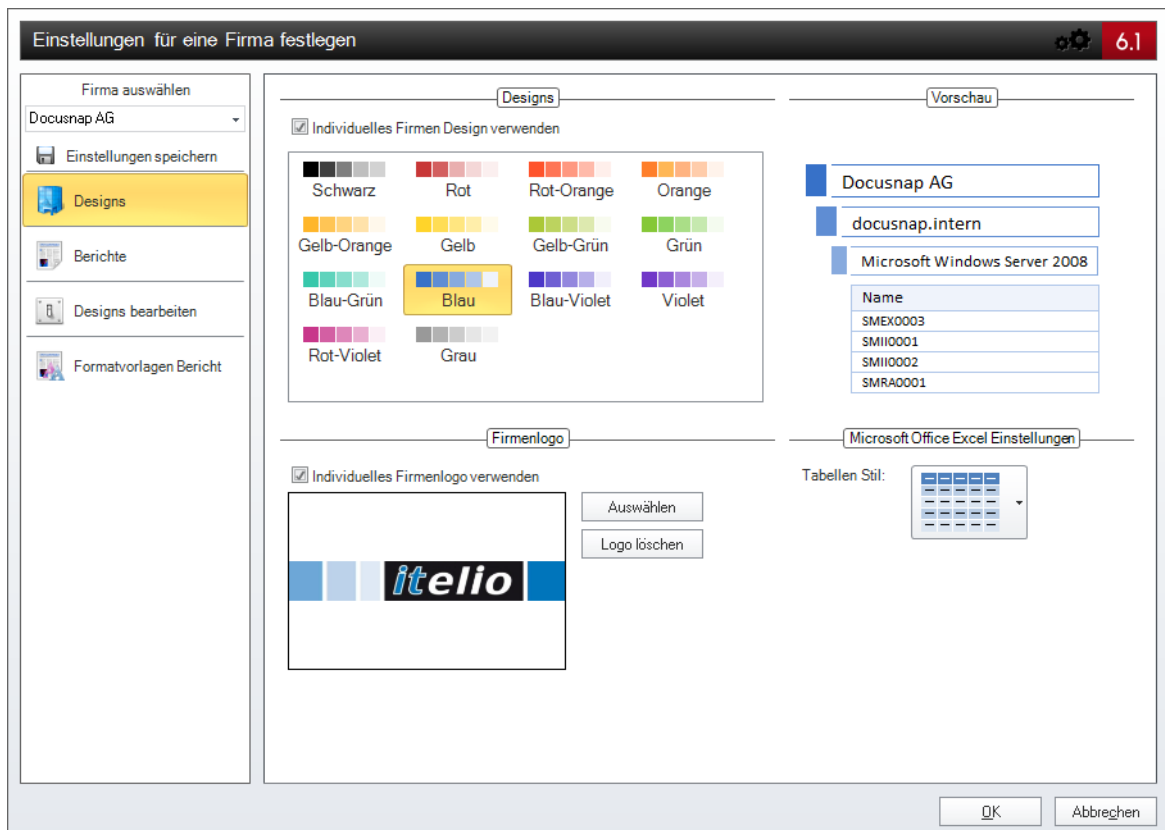 Einstellungen für eine Firma festlegen
6.1
Firma auswählen
Docusnap AG
Einstellungen speichern
Designs
Berichte
Designs bearbeiten
Formatvorlagen Bericht
Designs
Individuelles Firmen Design verwenden
Schwarz Rot Rot-Orange Orange
Gelb-Orange Gelb Gelb-Grün Grün
Blau-Grün Blau Blau-Violet Violet
Rot-Violet Grau
Vorschau
Docusnap AG
docusnap.intern
Microsoft Windows Server 2008
Name
SMEX0003
SMII0001
SMII0002
SMRA0001
Firmenlogo
Individuelles Firmenlogo verwenden
itelio
Auswählen
Logo löschen
Microsoft Office Excel Einstellungen
Tabellen Stil:
OK
Abbrechen